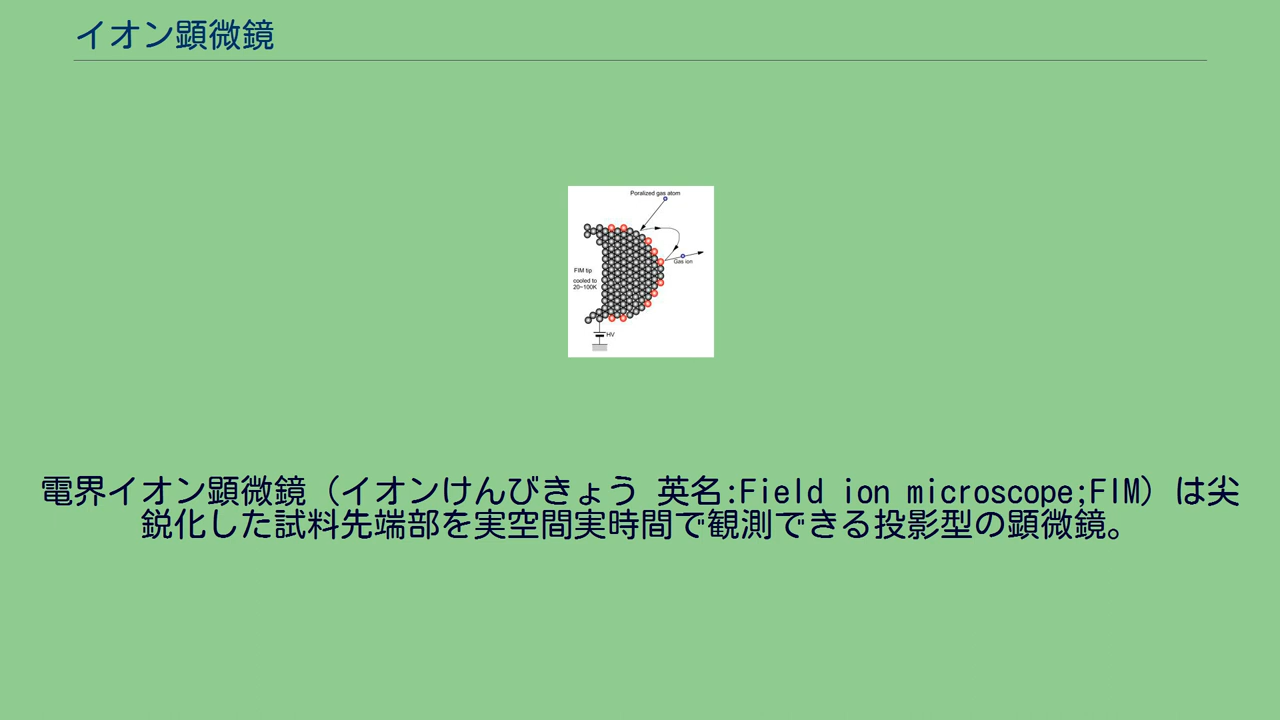 イオン顕微鏡
Poralized gas atom
Gas ion
FIM tip
cooled to
20~100K
HV
電界イオン顕微鏡（イオンけんびきょう 英名:Field ion microscope;FIM）は尖
鋭化した試料先端部を実空間実時間で観測できる投影型の顕微鏡。